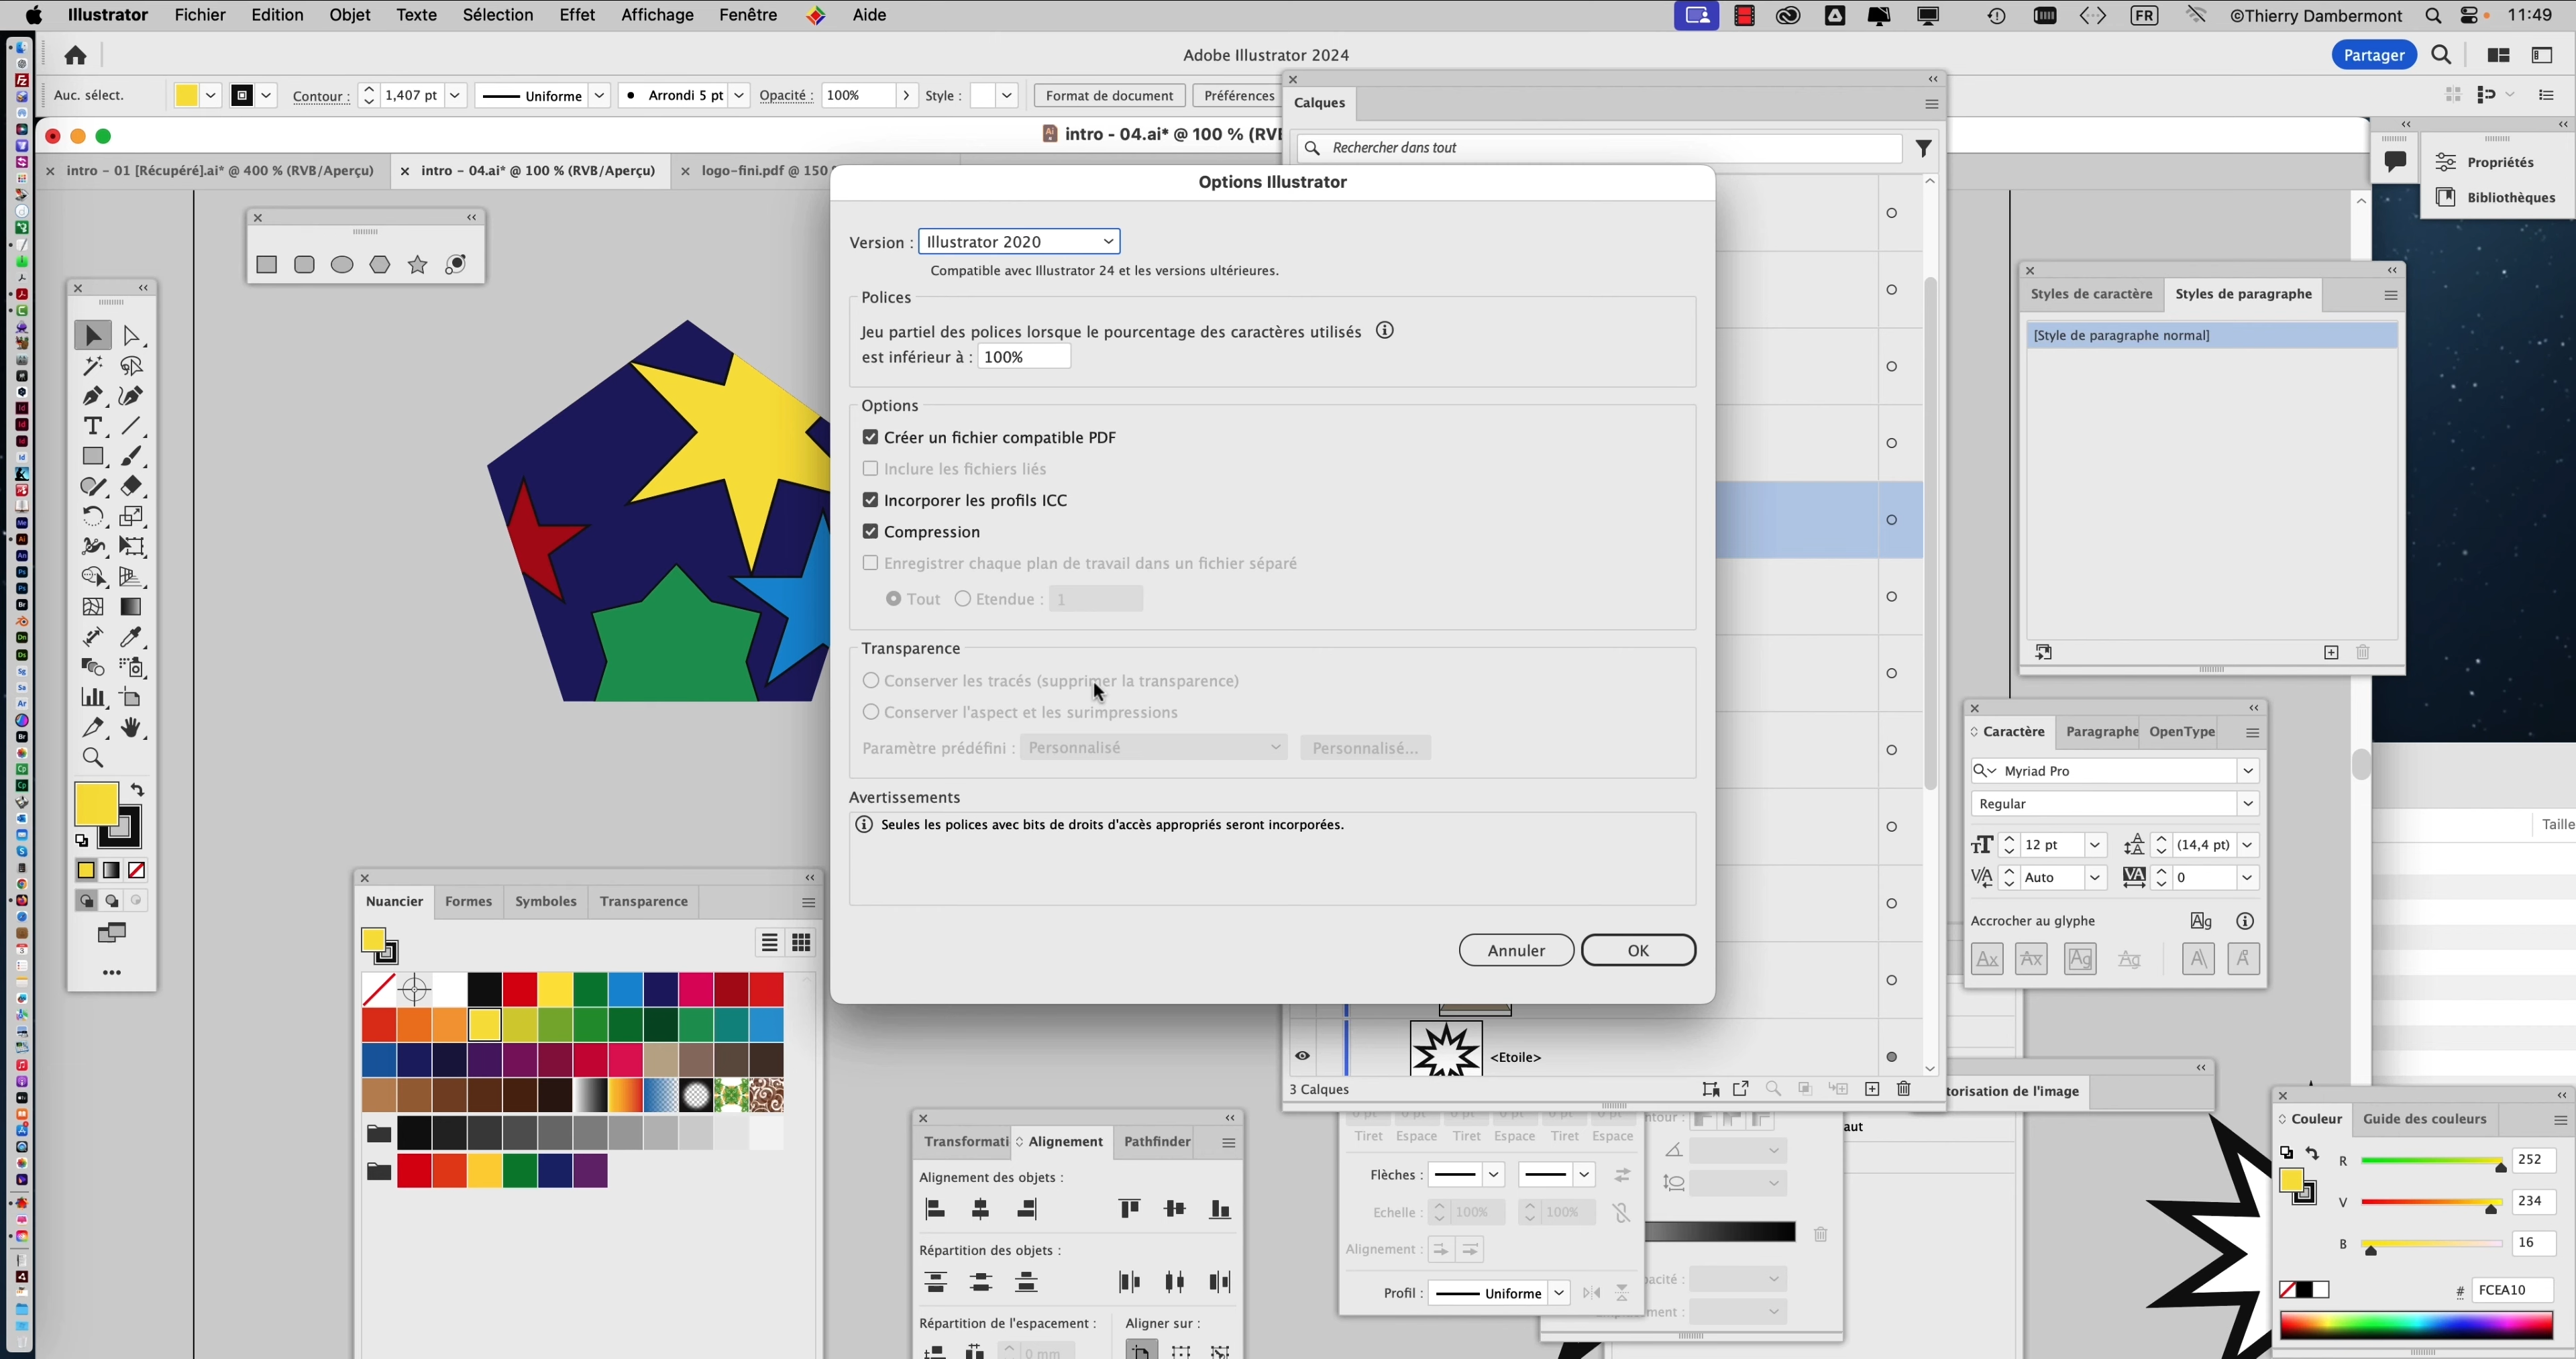 Illustrator Fichier Edition Objet Texte Sélection Effet Affichage Fenêtre Aide FR ©Thierry Dambermont 11:49
Adobe Illustrator 2024
Partager
Auc. sélect. Contour : 1,407 pt Uniforme Arrondi 5 pt Opacité : 100% Style : Format de document Préférences
Calques
intro - 04.ai* @ 100 % (RVB
Rechercher dans tout
intro - 01 [Récupéré].ai* @ 400 % (RVB/Aperçu) intro - 04.ai* @ 100 % (RVB/Aperçu) logo-fini.pdf @ 150
Propriétés
Bibliothèques
Options Illustrator
Version : Illustrator 2020
Compatible avec Illustrator 24 et les versions ultérieures.
Polices
Jeu partiel des polices lorsque le pourcentage des caractères utilisés
est inférieur à : 100%
Options
Créer un fichier compatible PDF
Inclure les fichiers liés
Incorporer les profils ICC
Compression
Enregistrer chaque plan de travail dans un fichier séparé
Tout Etendue : 1
Transparence
Conserver les tracés (supprimer la transparence)
Conserver l'aspect et les surimpressions
Paramètre prédéfini : Personnalisé Personnalisé...
Avertissements
Seules les polices avec bits de droits d'accès appropriés seront incorporées.
Annuler OK
Styles de caractère Styles de paragraphe
[Style de paragraphe normal]
Caractère Paragraphe OpenType
Myriad Pro
Regular
12 pt (14,4 pt)
Auto 0
Accrocher au glyphe
Taille
Nuancier Formes Symboles Transparence
<Etoile>
3 Calques
torisation de l'image
aut
Transformati Alignement Pathfinder
Alignement des objets :
Répartition des objets :
Répartition de l'espacement : Aligner sur :
0 mm
Tiret Espace Tiret Espace Tiret Espace
Flèches :
Echelle : 100% 100%
Alignement :
Profil : Uniforme
Couleur Guide des couleurs
R 252
V 234
B 16
# FCEA10